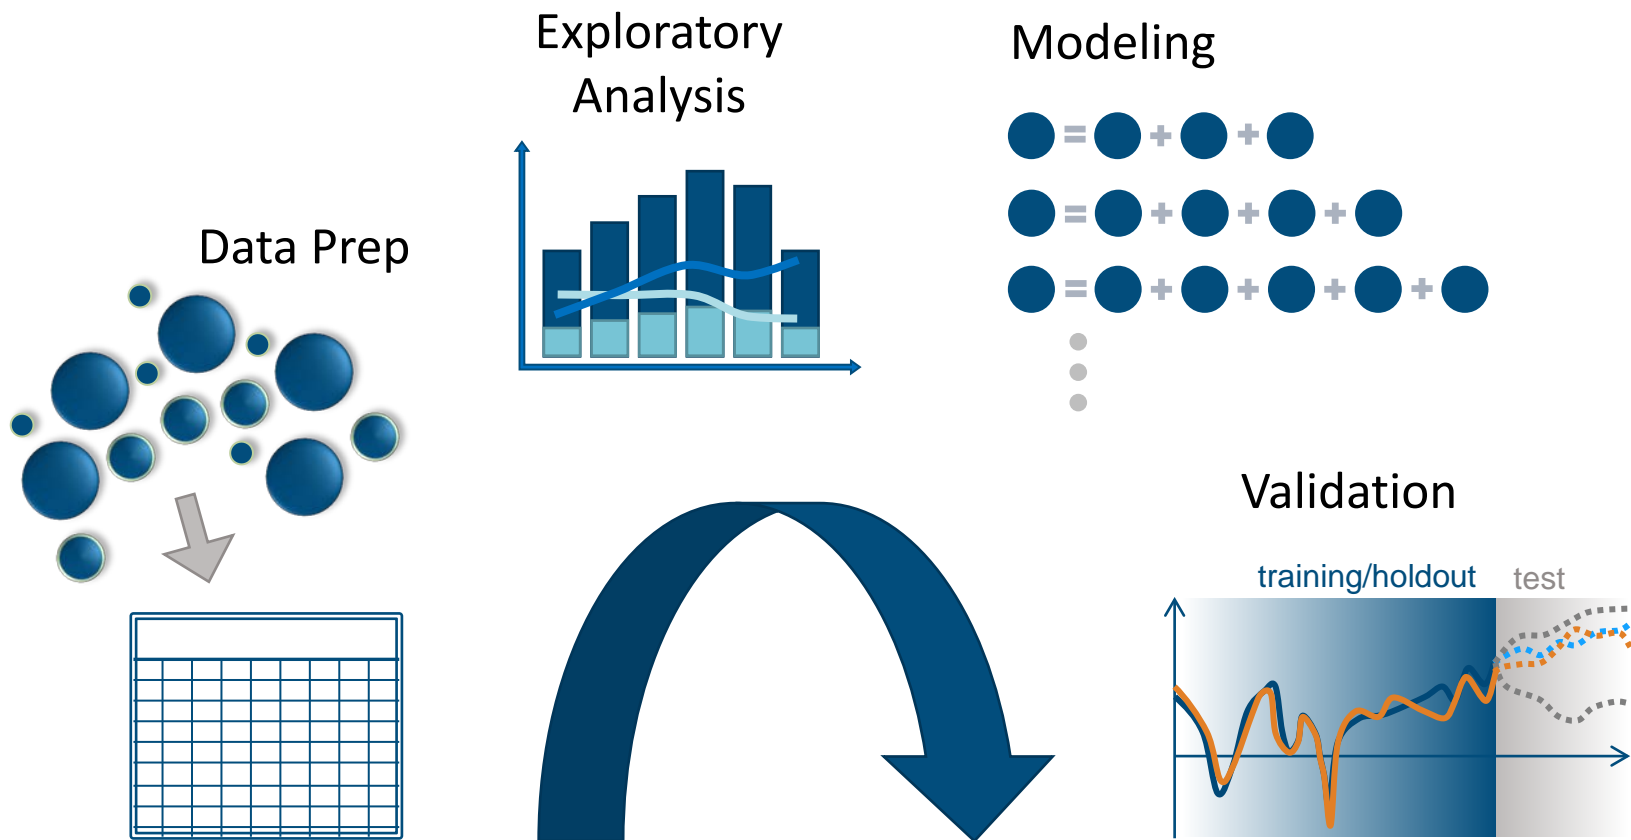 Exploratory
Analysis
Modeling
Data Prep
Validation
training/holdout
test